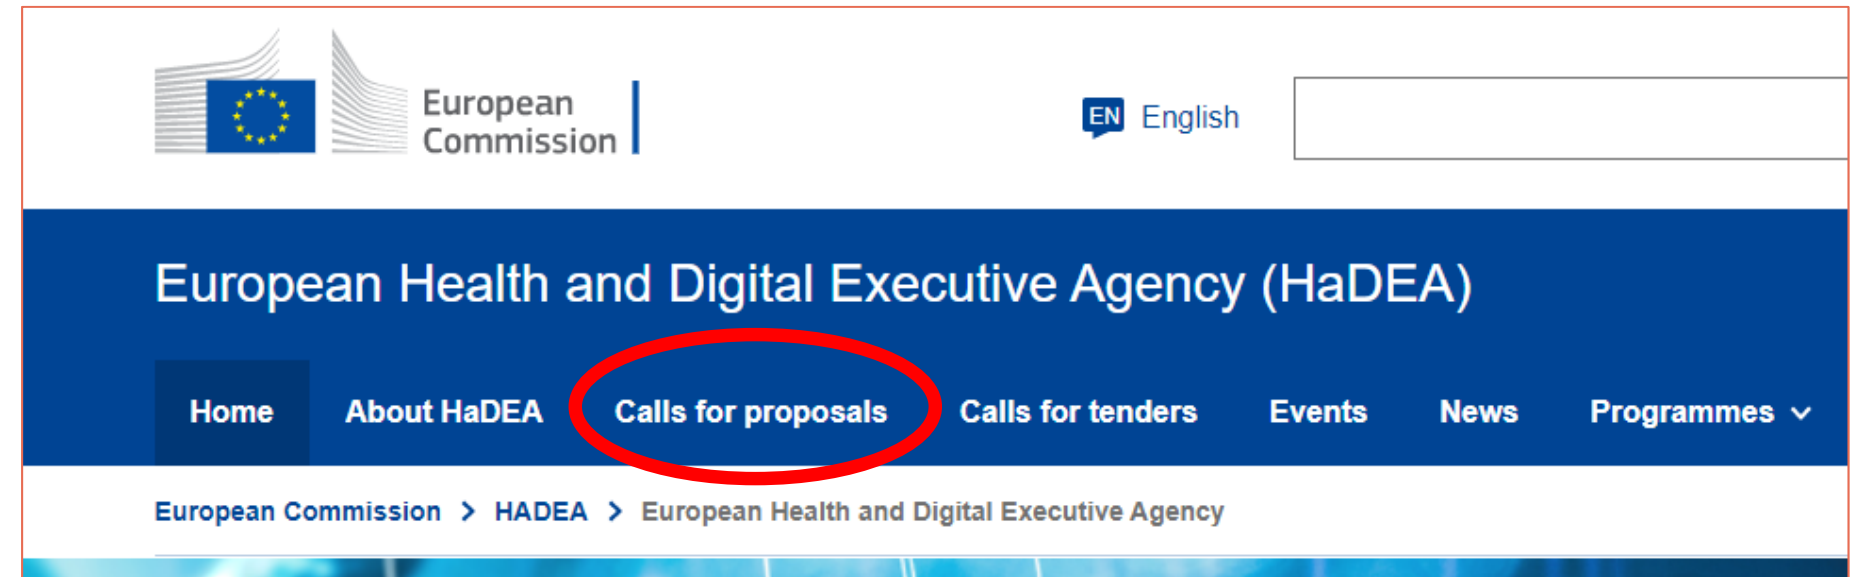 European
Commission
EN English
European Health and Digital Executive Agency (HaDEA)
Home About HaDEA Calls for proposals Calls for tenders Events News Programmes
European Commission > HADEA > European Health and Digital Executive Agency